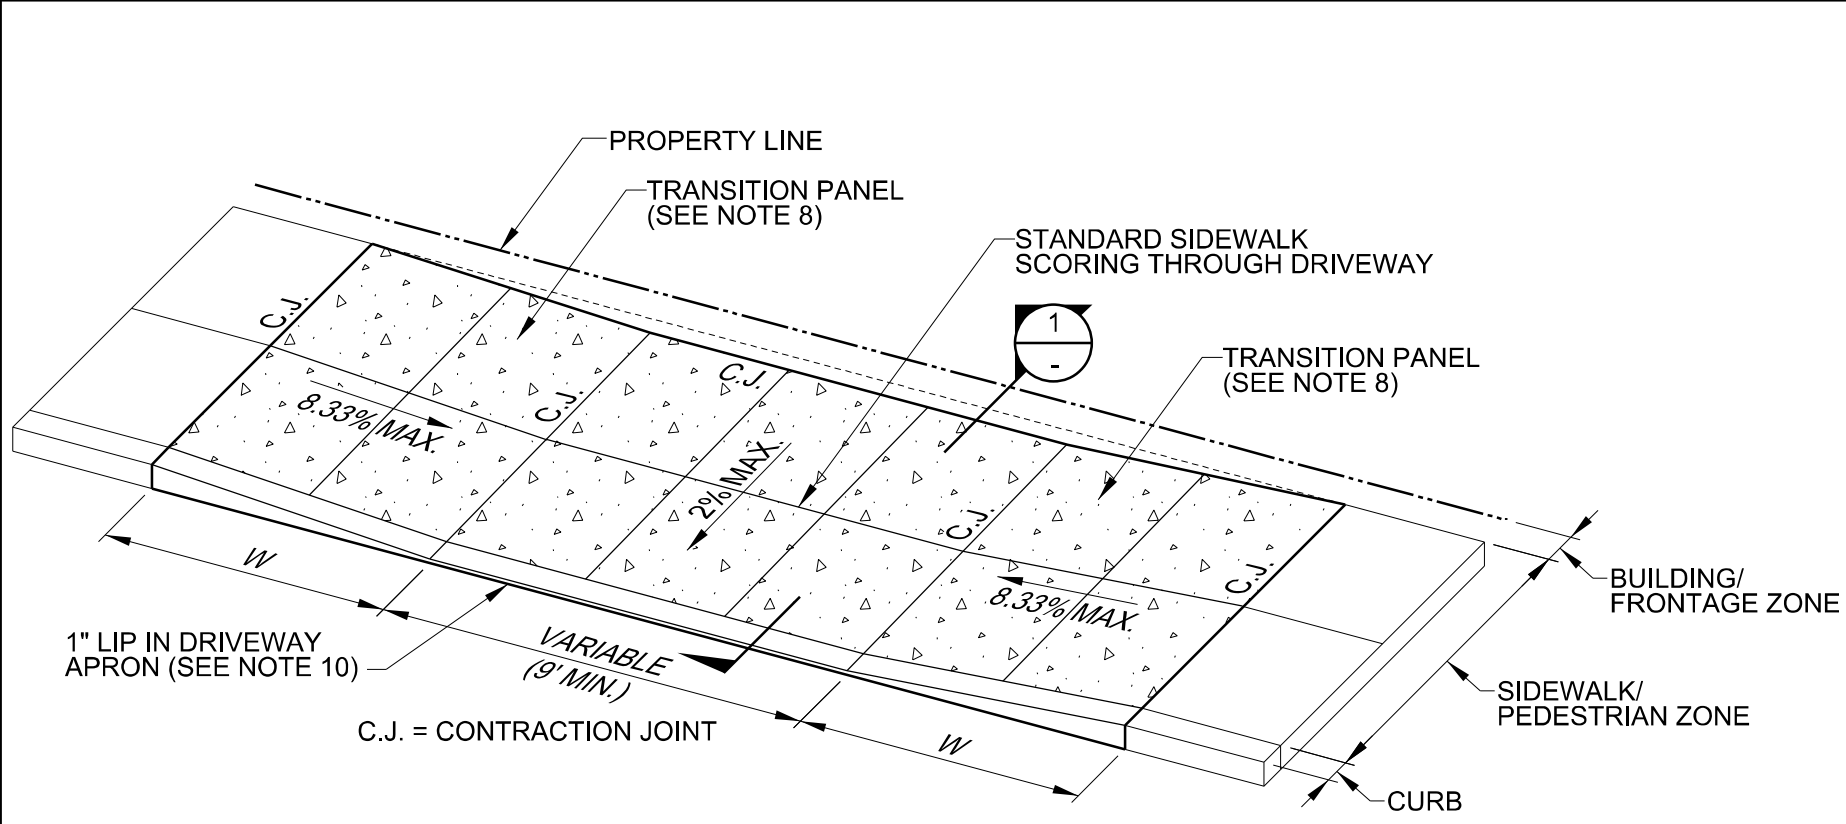 PROPERTY LINE
TRANSITION PANEL
(SEE NOTE 8)
STANDARD SIDEWALK
SCORING THROUGH DRIVEWAY
1
-
TRANSITION PANEL
(SEE NOTE 8)
C.J.
C.J.
C.J.
8.33% MAX.
2% MAX.
C.J.
C.J.
8.33% MAX.
W
VARIABLE
(9' MIN.)
W
1" LIP IN DRIVEWAY
APRON (SEE NOTE 10)
C.J. = CONTRACTION JOINT
BUILDING/
FRONTAGE ZONE
SIDEWALK/
PEDESTRIAN ZONE
CURB